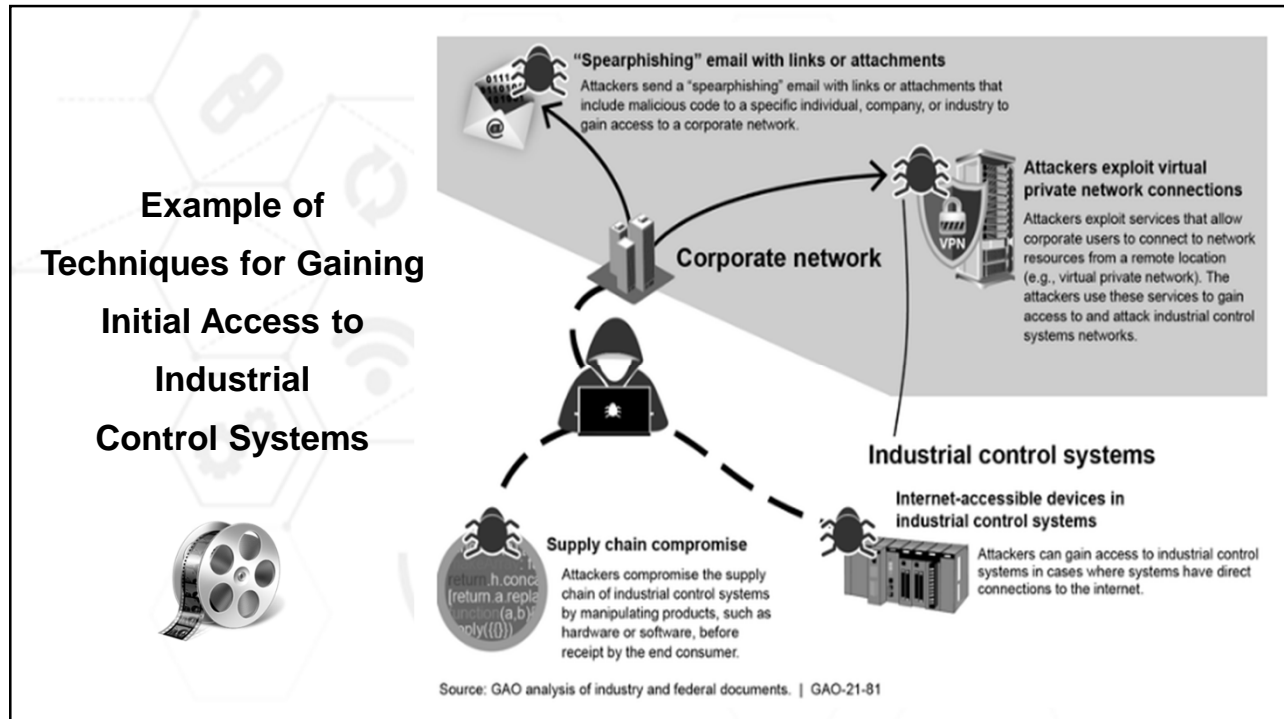 Example of
Techniques for Gaining
Initial Access to
Industrial
Control Systems
"Spearphishing" email with links or attachments
Attackers send a "spearphishing" email with links or attachments that
include malicious code to a specific individual, company, or industry to
gain access to a corporate network.
@
Attackers exploit virtual
private network connections
Attackers exploit services that allow
corporate users to connect to network
resources from a remote location
(e.g., virtual private network). The
attackers use these services to gain
access to and attack industrial control
systems networks.
VPN
Corporate network
Industrial control systems
Internet-accessible devices in
industrial control systems
Attackers can gain access to industrial control
systems in cases where systems have direct
connections to the internet.
Supply chain compromise
Attackers compromise the supply
chain of industrial control systems
by manipulating products, such as
hardware or software, before
receipt by the end consumer.
return.h.conca
[return.a.repla
function(a,b)
ply({{}})
Source: GAO analysis of industry and federal documents. | GAO-21-81